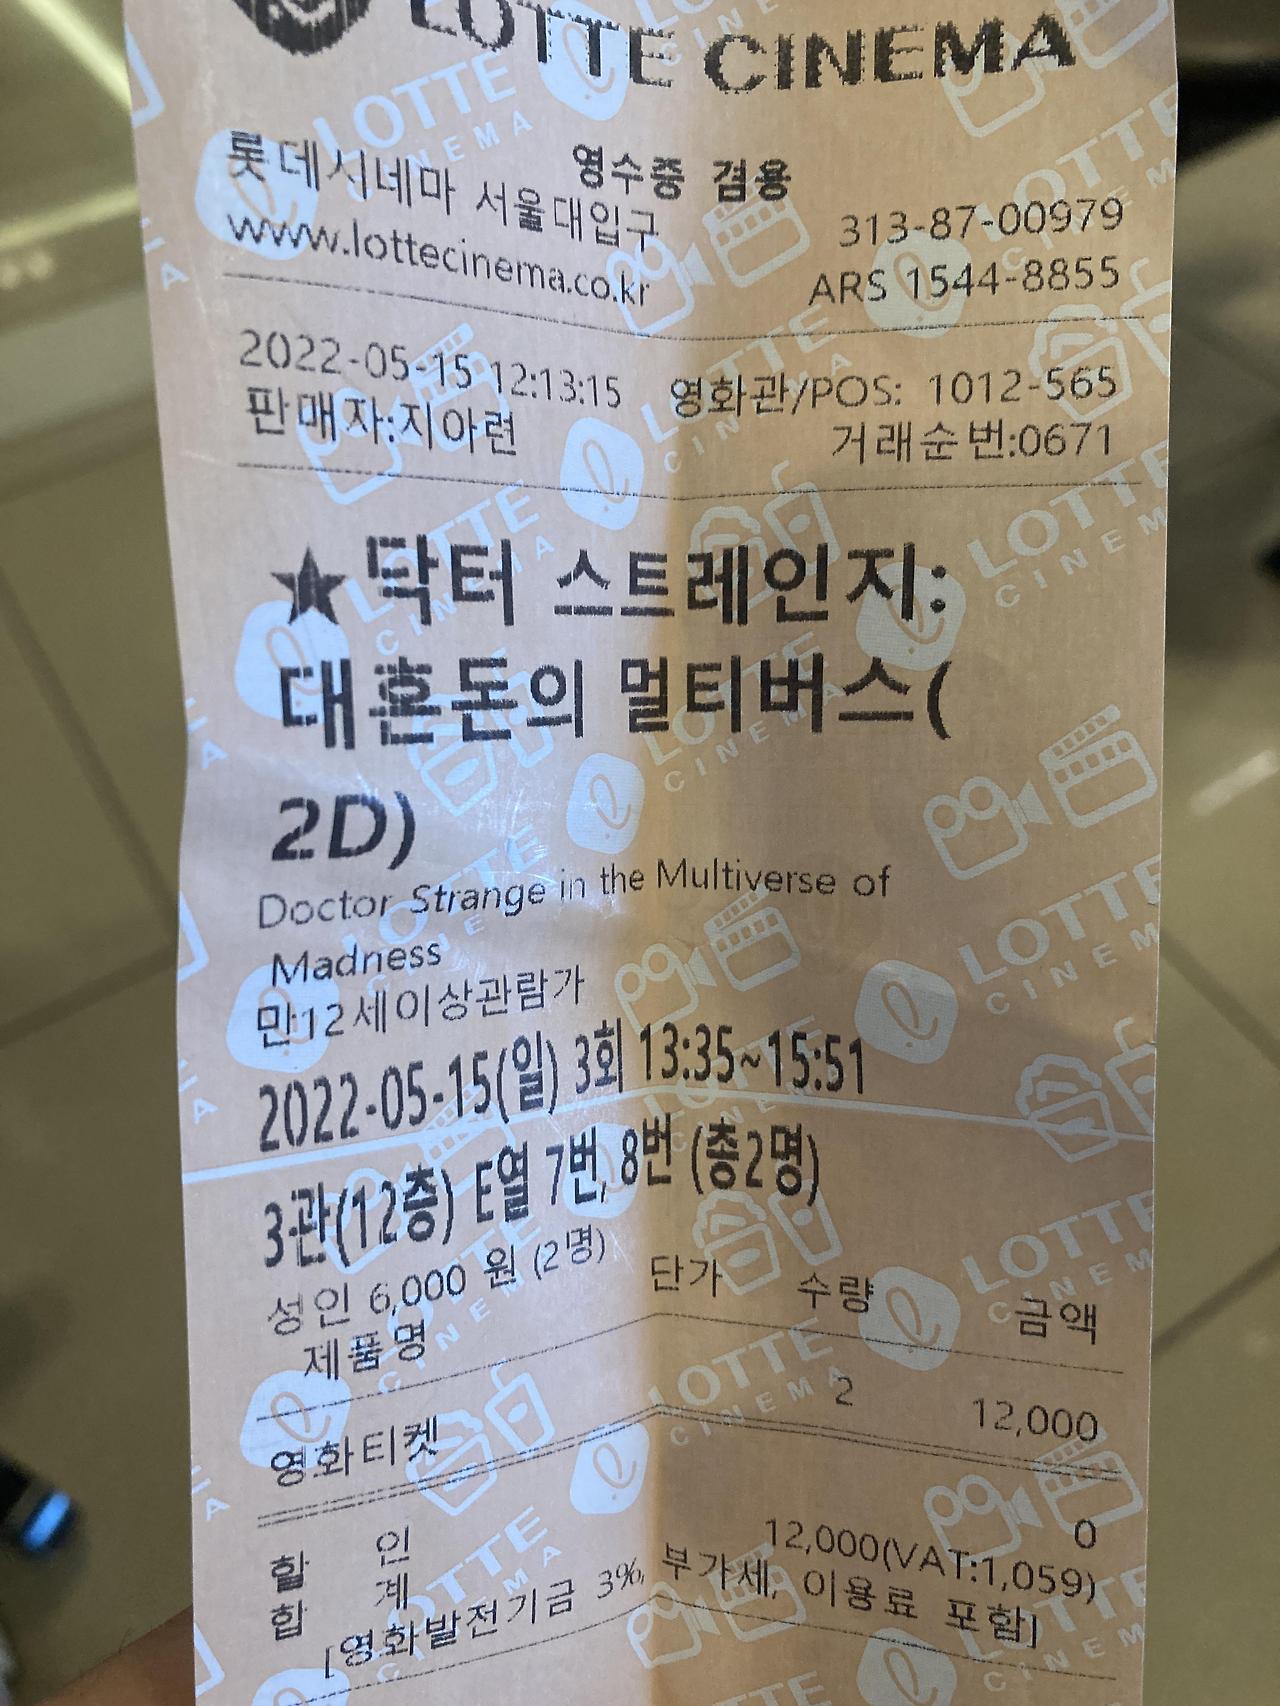 LOTTE CINEMA
영수증 겸용
롯데시네마 서울대입구 313-87-00979
www.lottecinema.co.kr ARS 1544-8855
2022-05-15 12:13:15 영화관/POS: 1012-565
판매자:지아련 거래순번:0671
★닥터 스트레인지:
대혼돈의 멀티버스(
2D)
Doctor Strange in the Multiverse of
Madness
만12세이상관람가
2022-05-15(일) 3회 13:35~15:51
3관(12층) E열 7번, 8번 (총2명)
성인 6,000 원 (2명)
제품명 단가 수량 금액
영화티켓 2 12,000
할 인 0
합 계 12,000(VAT:1,059)
[영화발전기금 3%, 부가세, 이용료 포함]